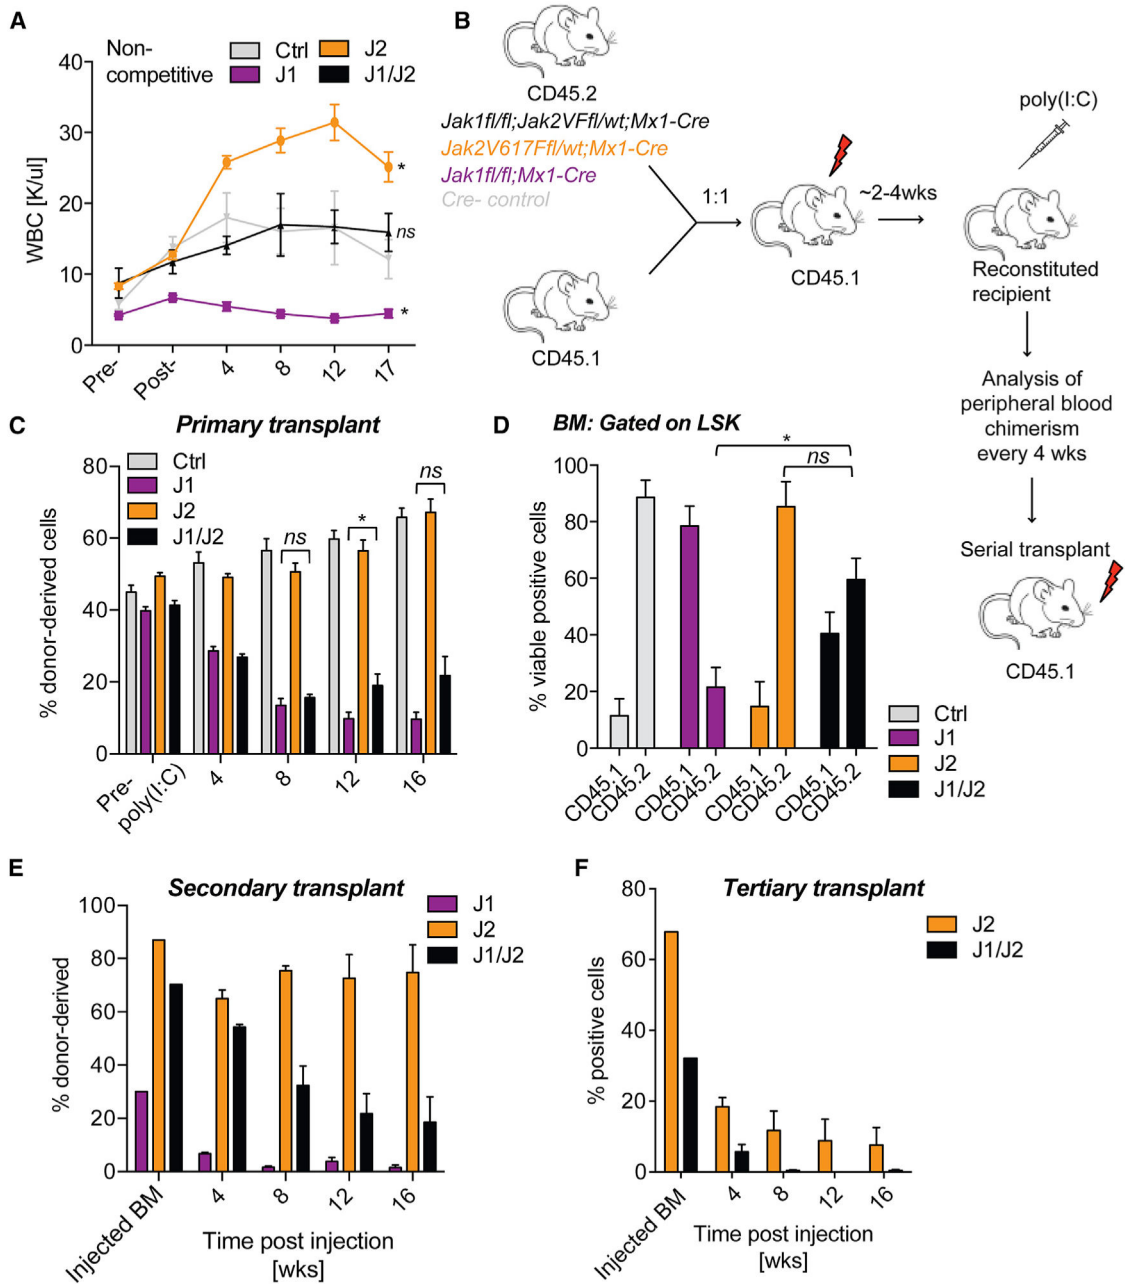 A
Non-
competitive
Ctrl
J2
J1
J1/J2
WBC [K/ul]
40
30
20
10
0
*
ns
*
Pre-
Post-
4
8
12
17
B
CD45.2
Jak1fl/fl;Jak2VFfl/wt;Mx1-Cre
Jak2V617Ffl/wt;Mx1-Cre
Jak1fl/fl;Mx1-Cre
Cre- control
CD45.1
1:1
CD45.1
~2-4wks
poly(I:C)
Reconstituted
recipient
Analysis of
peripheral blood
chimerism
every 4 wks
Serial transplant
CD45.1
C
Primary transplant
Ctrl
J1
J2
J1/J2
% donor-derived cells
80
60
40
20
0
ns
*
ns
Pre-
poly(I:C)
4
8
12
16
D
BM: Gated on LSK
% viable positive cells
100
80
60
40
20
0
*
ns
CD45.1
CD45.2
CD45.1
CD45.2
CD45.1
CD45.2
CD45.1
CD45.2
Ctrl
J1
J2
J1/J2
E
Secondary transplant
J1
J2
J1/J2
% donor-derived
100
80
60
40
20
0
Injected BM
4
8
12
16
Time post injection
[wks]
F
Tertiary transplant
J2
J1/J2
% positive cells
80
60
40
20
0
Injected BM
4
8
12
16
Time post injection
[wks]